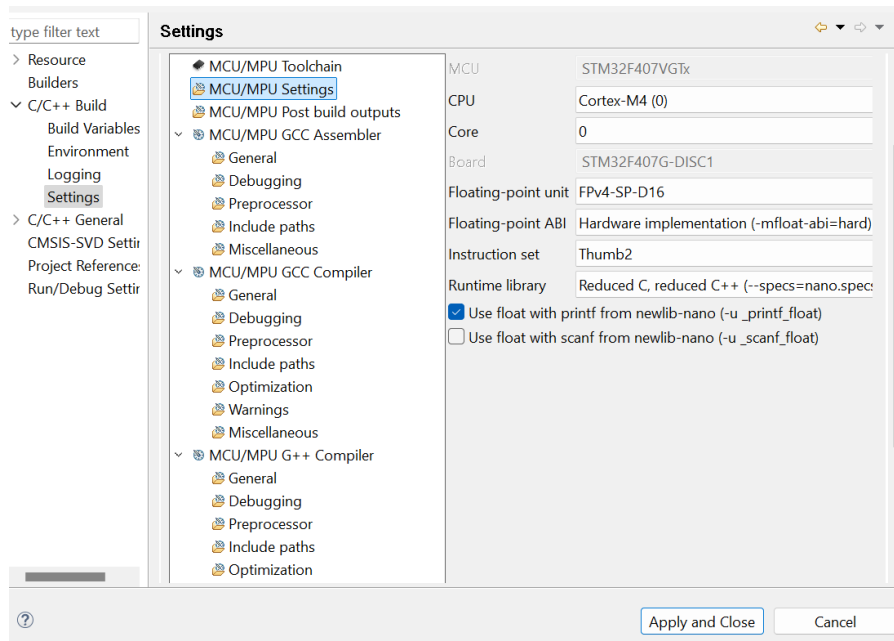 type filter text
Resource
Builders
C/C++ Build
Build Variables
Environment
Logging
Settings
C/C++ General
CMSIS-SVD Settin
Project References
Run/Debug Settin
Settings
MCU/MPU Toolchain
MCU/MPU Settings
MCU/MPU Post build outputs
MCU/MPU GCC Assembler
General
Debugging
Preprocessor
Include paths
Miscellaneous
MCU/MPU GCC Compiler
General
Debugging
Preprocessor
Include paths
Optimization
Warnings
Miscellaneous
MCU/MPU G++ Compiler
General
Debugging
Preprocessor
Include paths
Optimization
MCU STM32F407VGTx
CPU Cortex-M4 (0)
Core 0
Board STM32F407G-DISC1
Floating-point unit FPv4-SP-D16
Floating-point ABI Hardware implementation (-mfloat-abi=hard)
Instruction set Thumb2
Runtime library Reduced C, reduced C++ (--specs=nano.specs
Use float with printf from newlib-nano (-u _printf_float)
Use float with scanf from newlib-nano (-u _scanf_float)
Apply and Close
Cancel